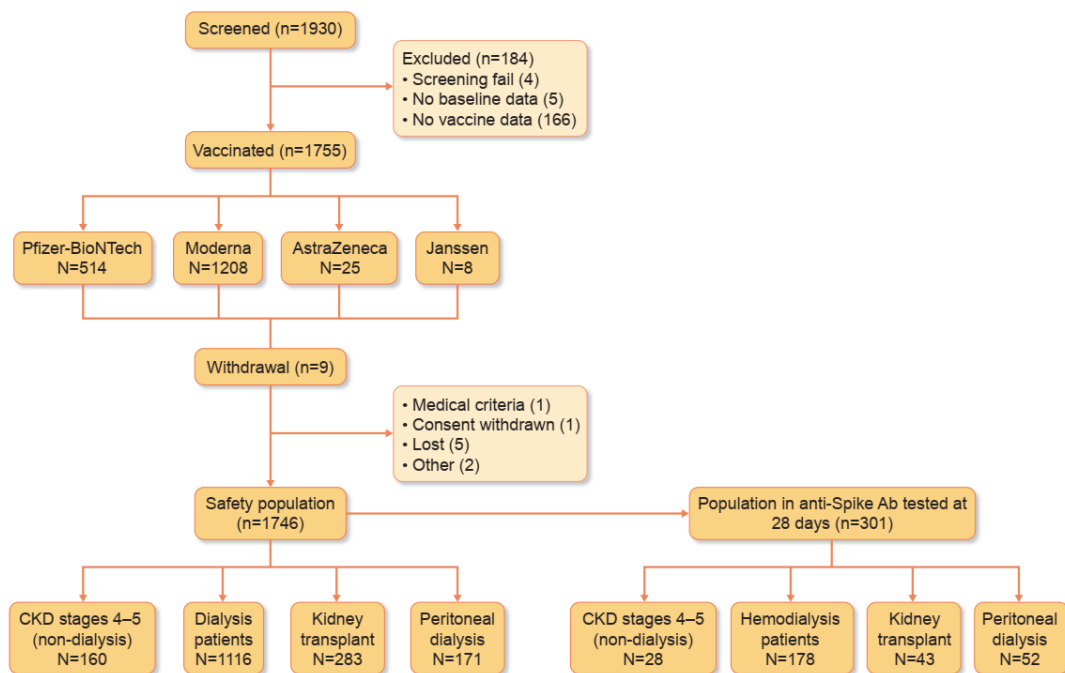 Screened (n=1930)
Excluded (n=184)
• Screening fail (4)
• No baseline data (5)
• No vaccine data (166)
Vaccinated (n=1755)
Pfizer-BioNTech
N=514
Moderna
N=1208
AstraZeneca
N=25
Janssen
N=8
Withdrawal (n=9)
• Medical criteria (1)
• Consent withdrawn (1)
• Lost (5)
• Other (2)
Safety population
(n=1746)
Population in anti-Spike Ab tested at
28 days (n=301)
CKD stages 4–5
(non-dialysis)
N=160
Dialysis
patients
N=1116
Kidney
transplant
N=283
Peritoneal
dialysis
N=171
CKD stages 4–5
(non-dialysis)
N=28
Hemodialysis
patients
N=178
Kidney
transplant
N=43
Peritoneal
dialysis
N=52